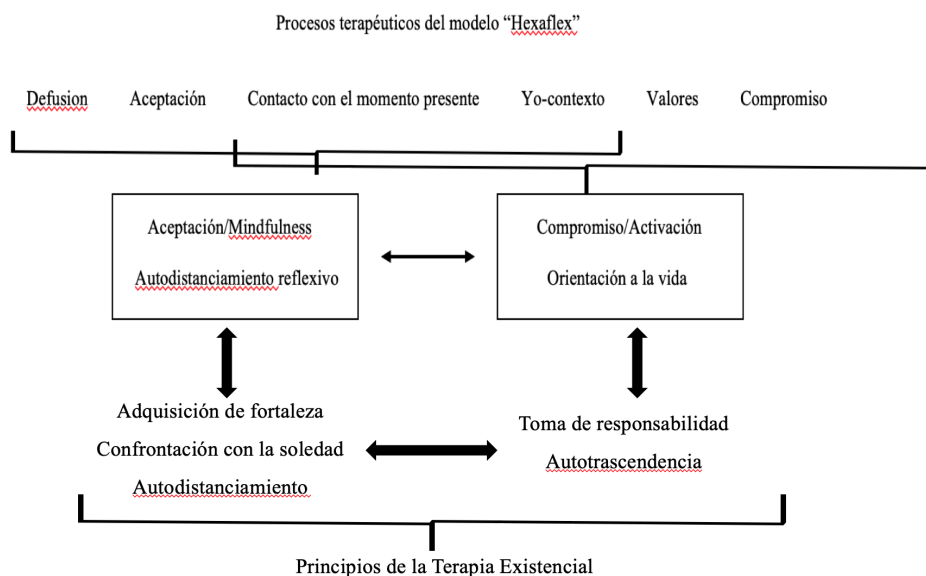 Procesos terapéuticos del modelo “Hexaflex”
Defusion Aceptación Contacto con el momento presente Yo-contexto Valores Compromiso
Aceptación/Mindfulness
Autodistanciamiento reflexivo
Compromiso/Activación
Orientación a la vida
Adquisición de fortaleza
Confrontación con la soledad
Autodistanciamiento
Toma de responsabilidad
Autotrascendencia
Principios de la Terapia Existencial